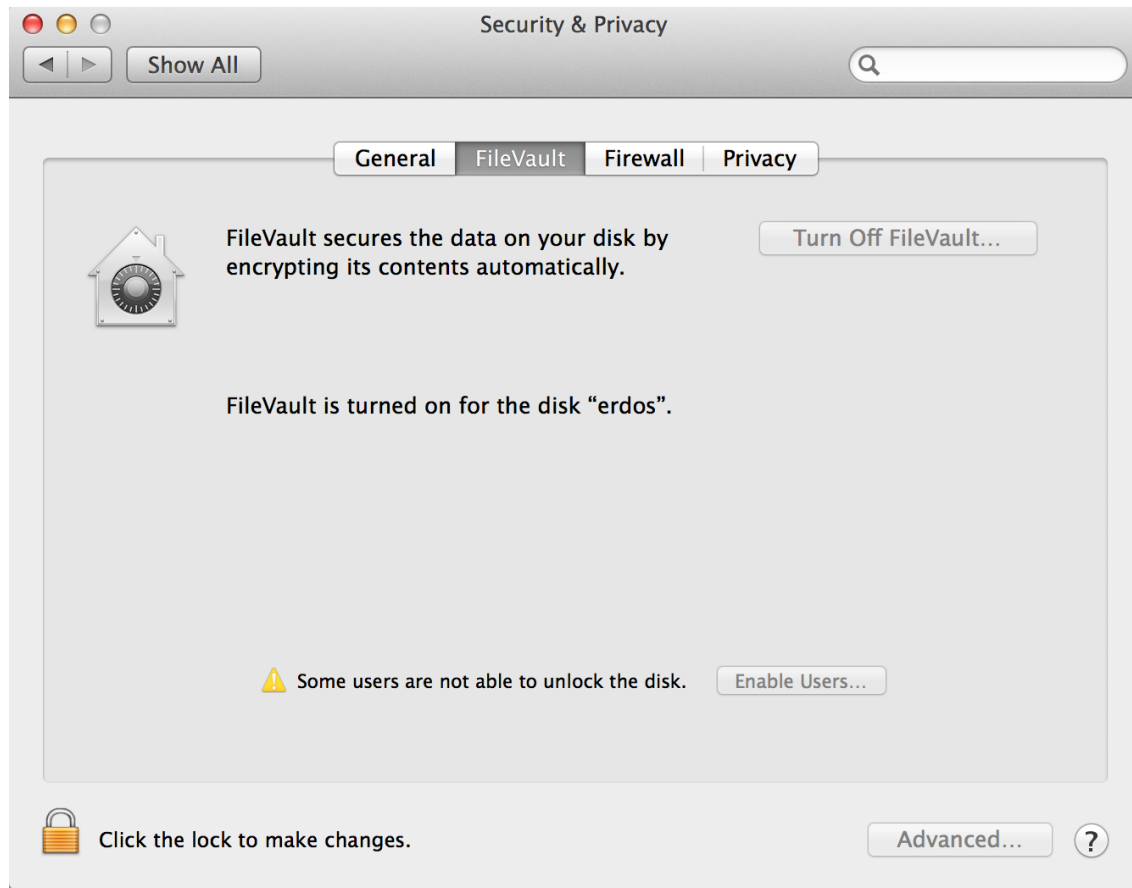 Security & Privacy
Show All
General FileVault Firewall Privacy
FileVault secures the data on your disk by
encrypting its contents automatically.
Turn Off FileVault...
FileVault is turned on for the disk “erdos”.
Some users are not able to unlock the disk. Enable Users...
Click the lock to make changes. Advanced... ?